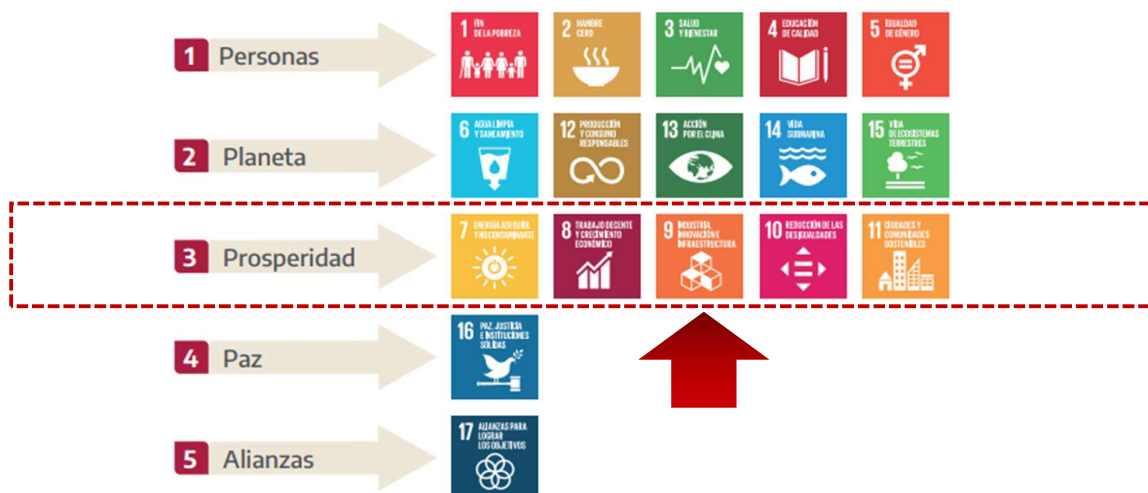 1 Personas
1 FIN
DE LA POBREZA
2 HAMBRE
CERO
3 SALUD
Y BIENESTAR
4 EDUCACIÓN
DE CALIDAD
5 IGUALDAD
DE GÉNERO
2 Planeta
6 AGUA LIMPIA
Y SANEAMIENTO
12 PRODUCCIÓN
Y CONSUMO
RESPONSABLES
13 ACCIÓN
POR EL CLIMA
14 VIDA
SUBMARINA
15 VIDA
DE ECOSISTEMAS
TERRESTRES
3 Prosperidad
7 ENERGÍA ASEQUIBLE
Y NO CONTAMINANTE
8 TRABAJO DECENTE
Y CRECIMIENTO
ECONÓMICO
9 INDUSTRIA,
INNOVACIÓN E
INFRAESTRUCTURA
10 REDUCCIÓN DE LAS
DESIGUALDADES
11 CIUDADES Y
COMUNIDADES
SOSTENIBLES
4 Paz
16 PAZ, JUSTICIA
E INSTITUCIONES
SÓLIDAS
5 Alianzas
17 ALIANZAS PARA
LOGRAR
LOS OBJETIVOS